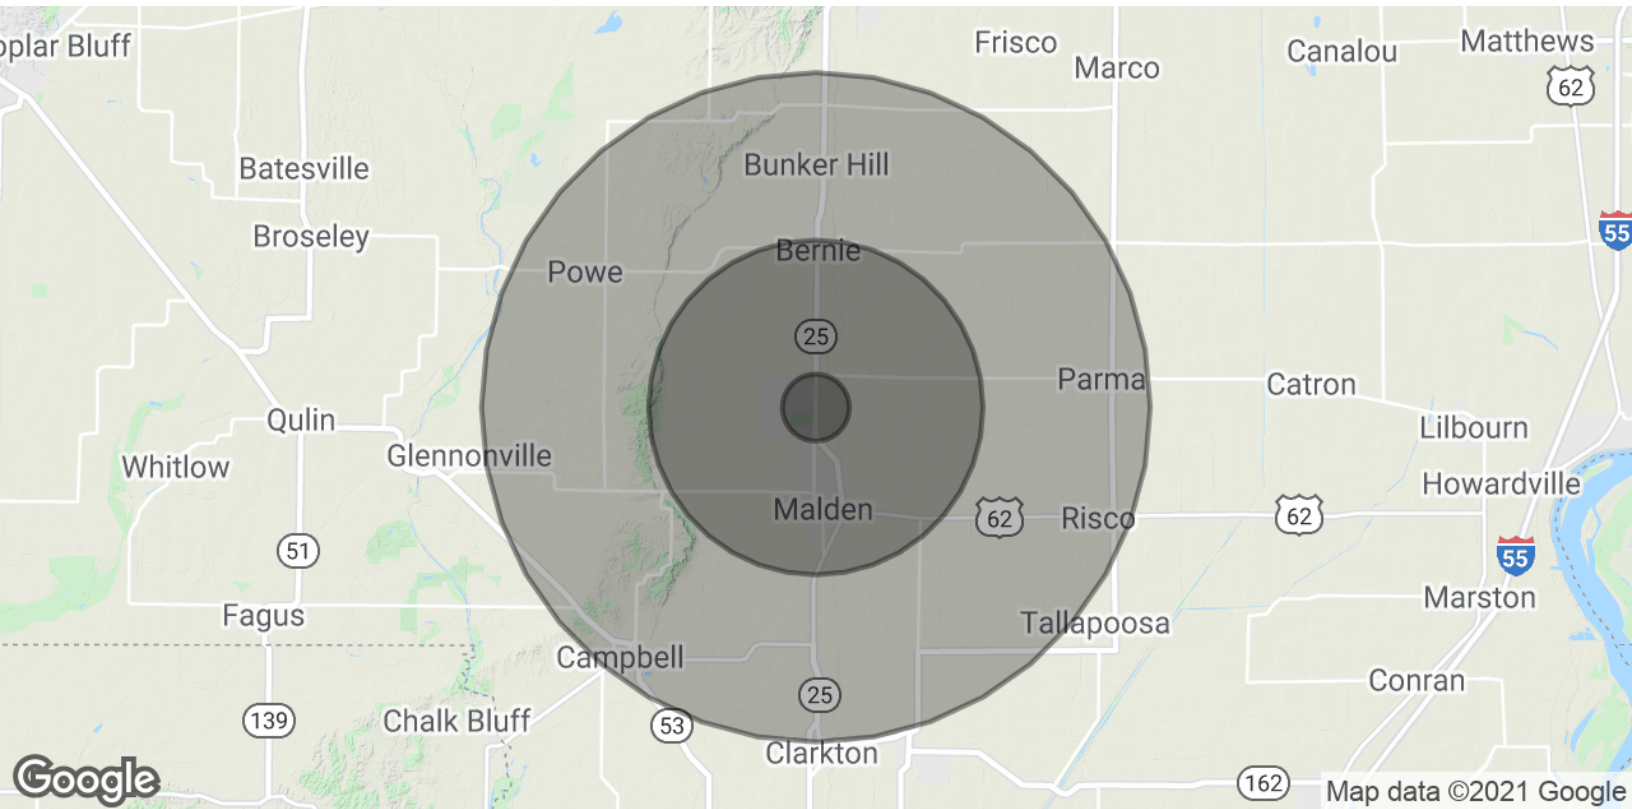 oplar Bluff
Frisco
Marco
Canalou
Matthews
62
Batesville
Bunker Hill
Broseley
55
Bernie
Powe
25
Parma
Catron
Qulin
Lilbourn
Glennonville
Whitlow
Howardville
Malden
62
Risco
62
51
55
Fagus
Marston
Tallapoosa
Campbell
Conran
25
139
Chalk Bluff
53
Clarkton
Google
162
Map data ©2021 Google